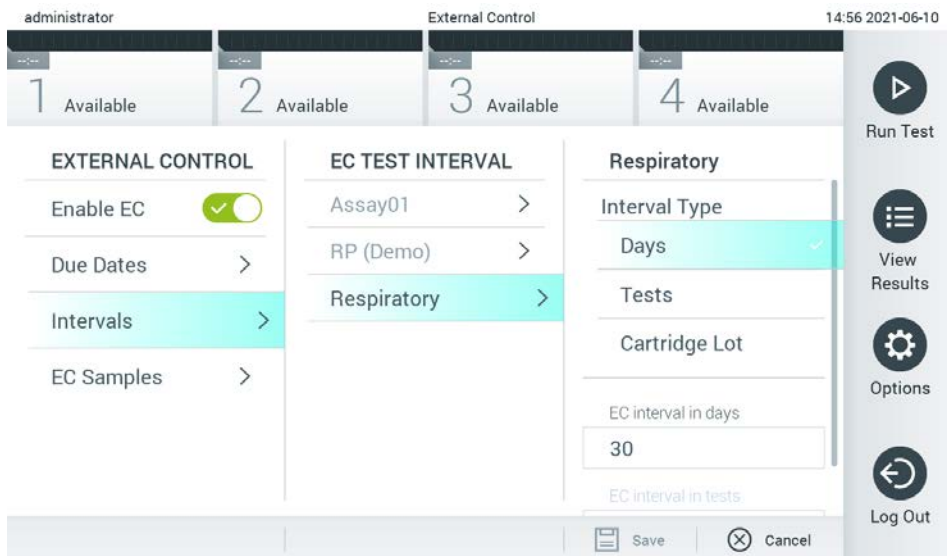 administrator External Control 14:56 2021-06-10
--:-- --:-- --:-- --:--
1 Available 2 Available 3 Available 4 Available
Run Test
EXTERNAL CONTROL
Enable EC
Due Dates
Intervals
EC Samples
EC TEST INTERVAL
Assay01
RP (Demo)
Respiratory
Respiratory
Interval Type
Days
Tests
Cartridge Lot
EC interval in days
30
EC interval in tests
Save Cancel
View
Results
Options
Log Out